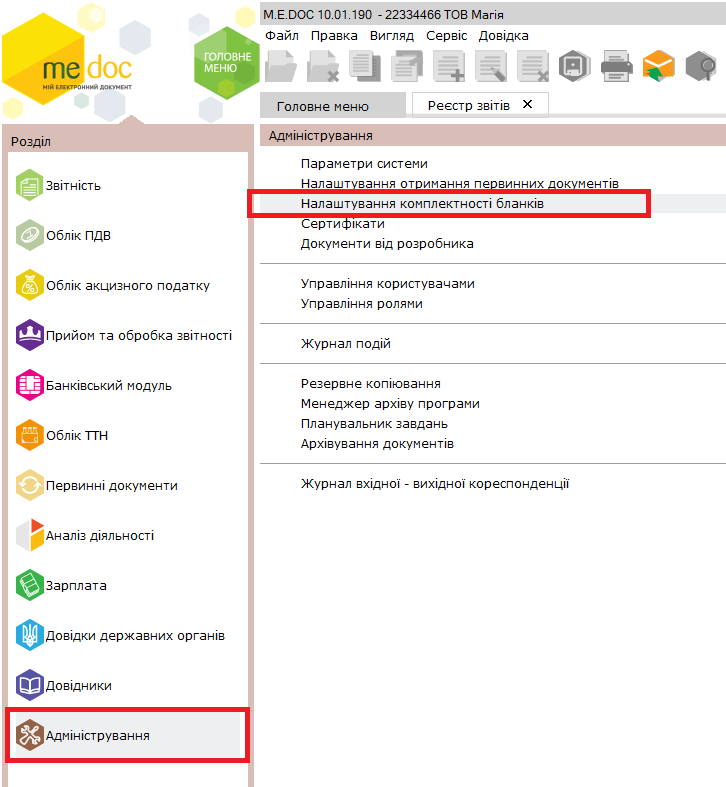 me doc
МІЙ ЕЛЕКТРОННИЙ ДОКУМЕНТ
ГОЛОВНЕ
МЕНЮ
M.E.DOC 10.01.190 - 22334466 ТОВ Магія
Файл Правка Вигляд Сервіс Довідка
Головне меню
Реєстр звітів ✕
Розділ
Звітність
Облік ПДВ
Облік акцизного податку
Прийом та обробка звітності
Банківський модуль
Облік ТТН
Первинні документи
Аналіз діяльності
Зарплата
Довідки державних органів
Довідники
Адміністрування
Адміністрування
Параметри системи
Налаштування отримання первинних документів
Налаштування комплектності бланків
Сертифікати
Документи від розробника
Управління користувачами
Управління ролями
Журнал подій
Резервне копіювання
Менеджер архіву програми
Планувальник завдань
Архівування документів
Журнал вхідної - вихідної кореспонденції